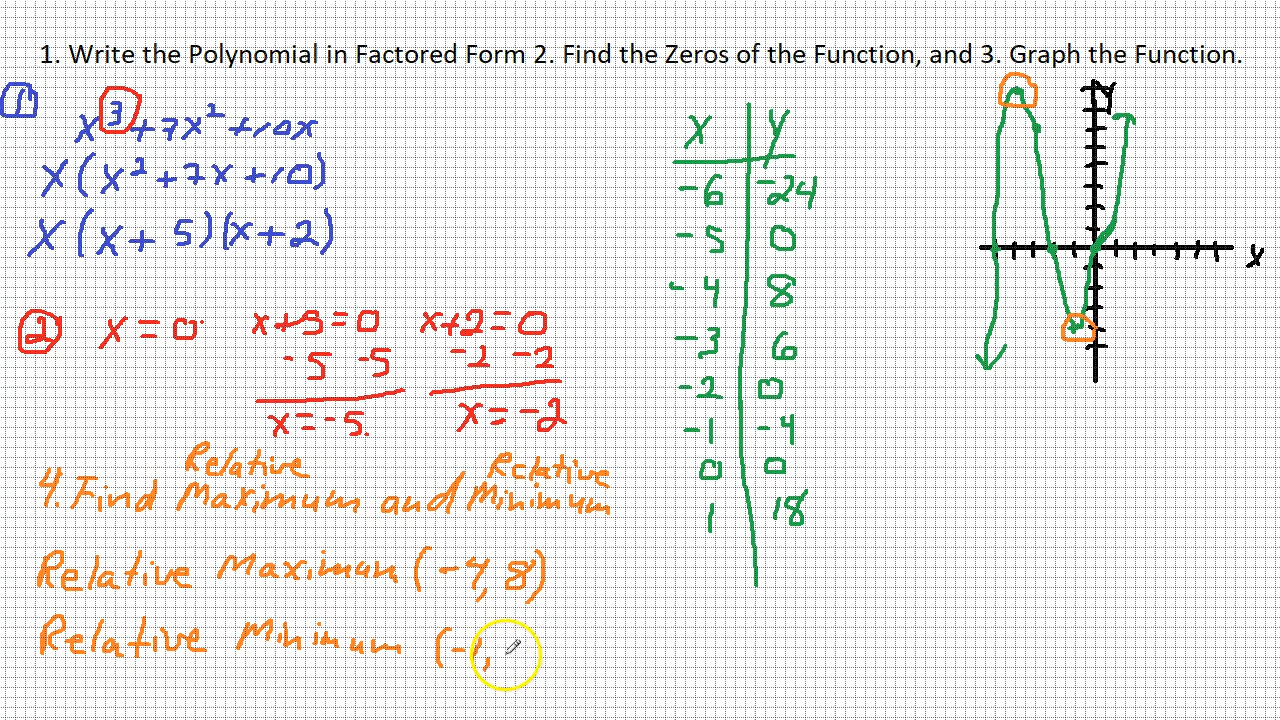 1. Write the Polynomial in Factored Form 2. Find the Zeros of the Function, and 3. Graph the Function.
1
x³+7x²+10x
x(x²+7x+10)
x(x+5)(x+2)
2 x=0 x+5=0 x+2=0
-5 -5 -2 -2
x=-5. x=-2
Relative Relative
4. Find Maximum and Minimum
Relative Maximum (-4, 8)
Relative Minimum (-1,
x y
-6 -24
-5 0
-4 8
-3 6
-2 0
-1 -4
0 0
1 18
y
x